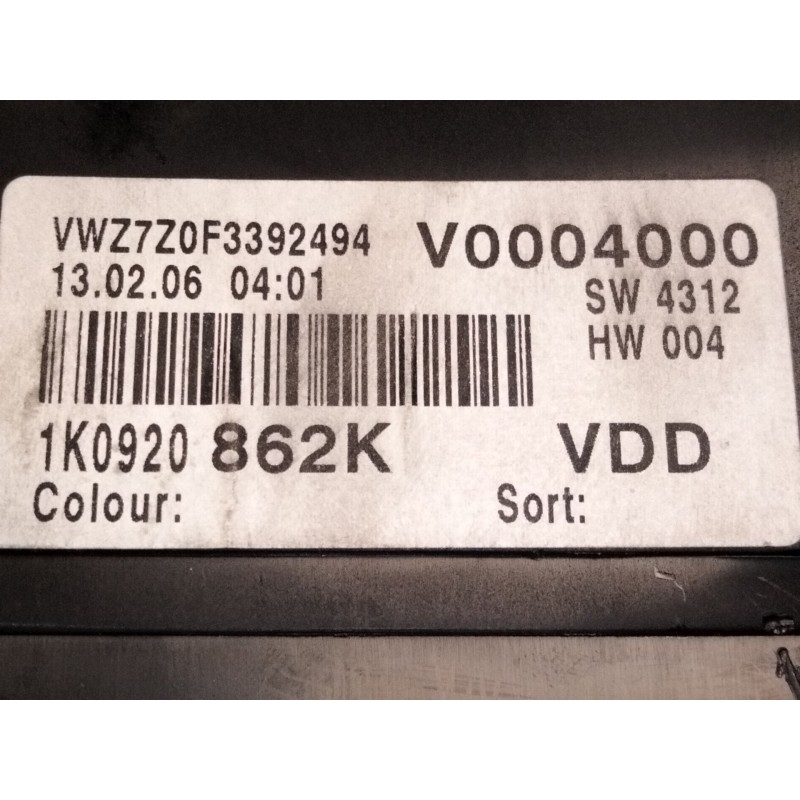 VWZ7Z0F3392494 V0004000
13.02.06 04:01 SW 4312
HW 004
1K0920 862K VDD
Colour: Sort: